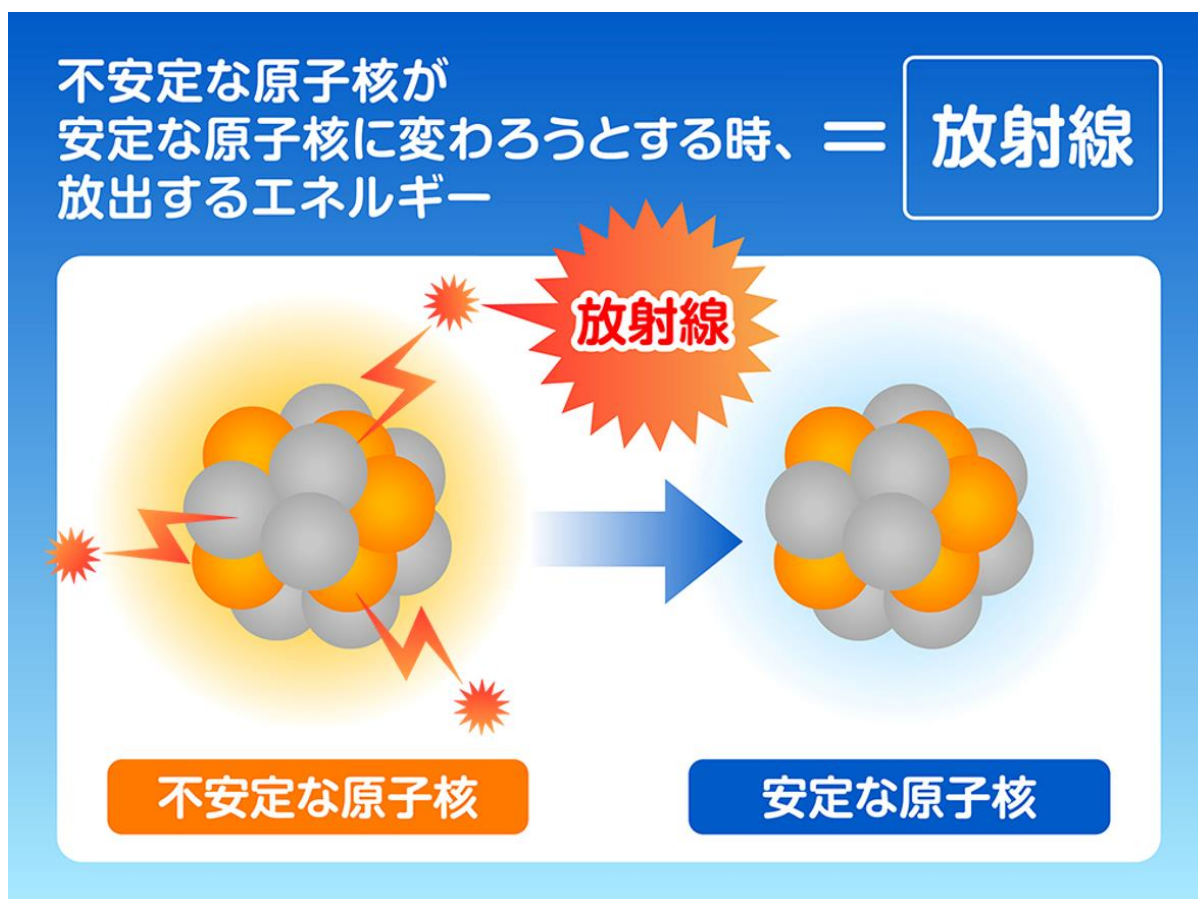 不安定な原子核が
安定な原子核に変わろうとする時、
放出するエネルギー
=
放射線
放射線
不安定な原子核
安定な原子核